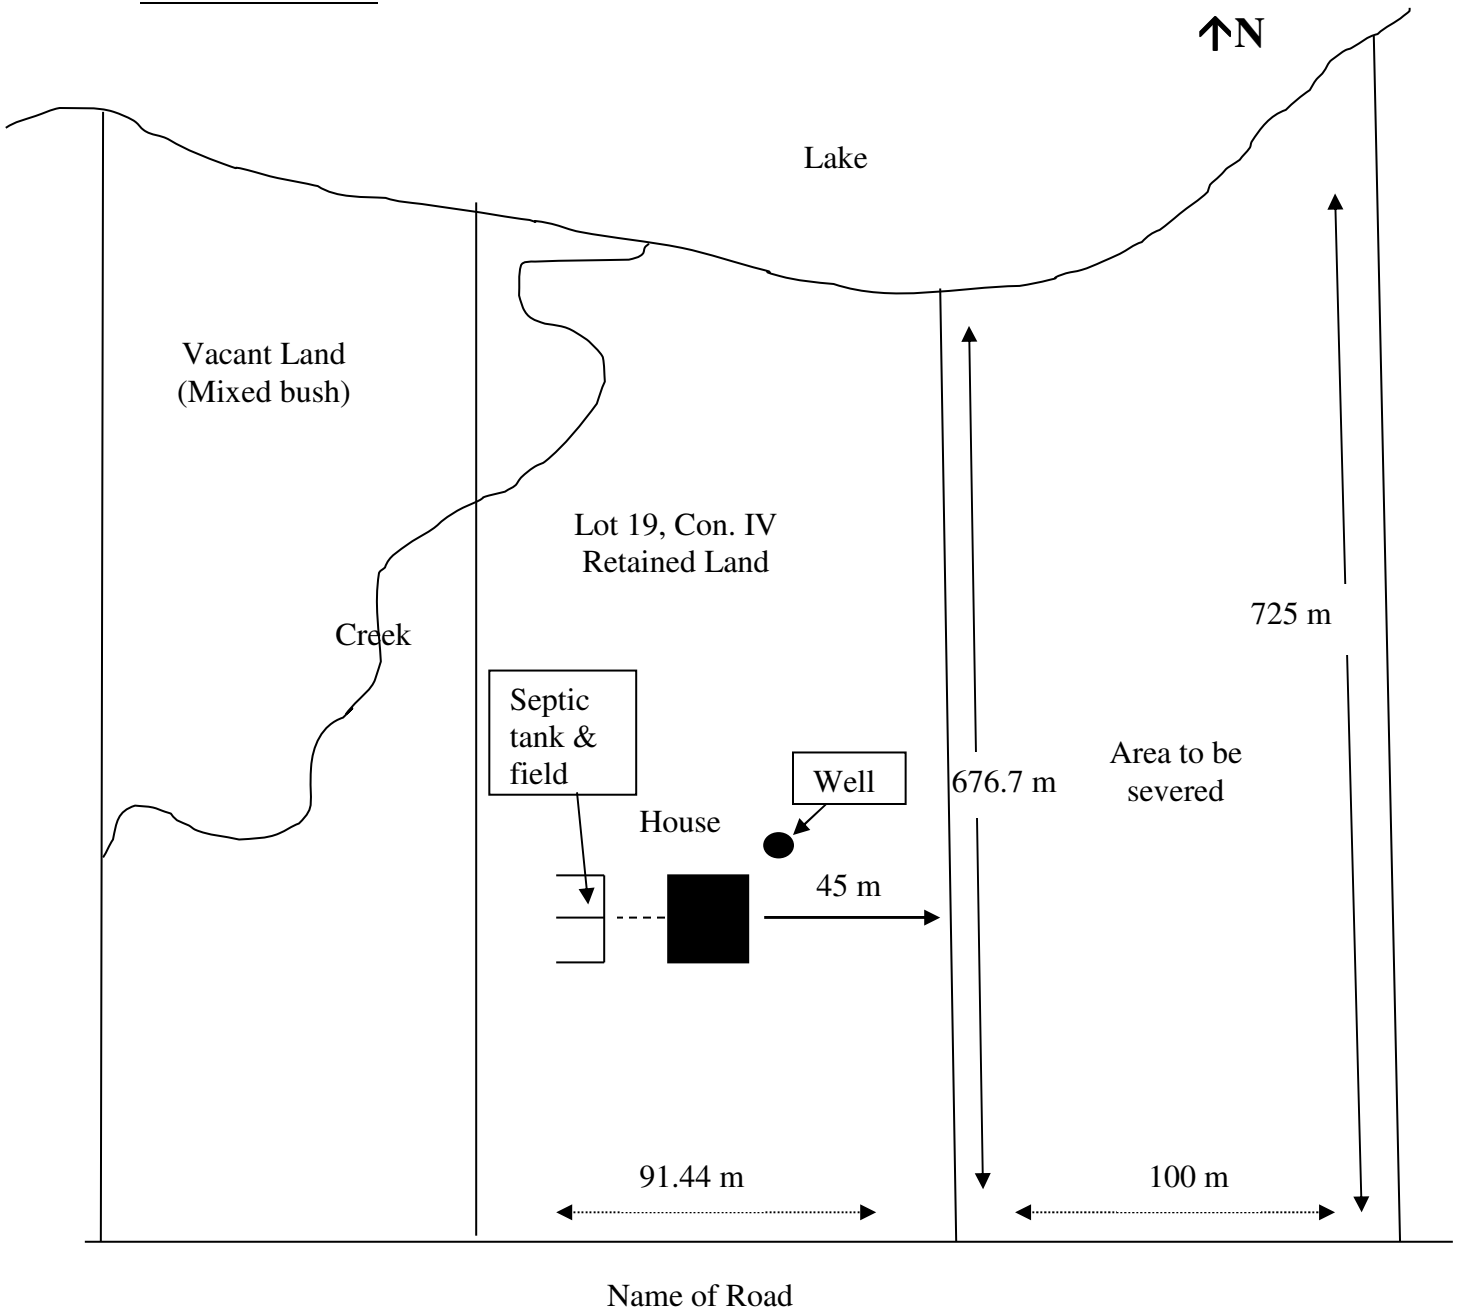 N
Lake
Vacant Land
(Mixed bush)
Lot 19, Con. IV
Retained Land
725 m
Creek
Septic
tank &
field
Area to be
severed
Well
676.7 m
House
45 m
91.44 m
100 m
Name of Road